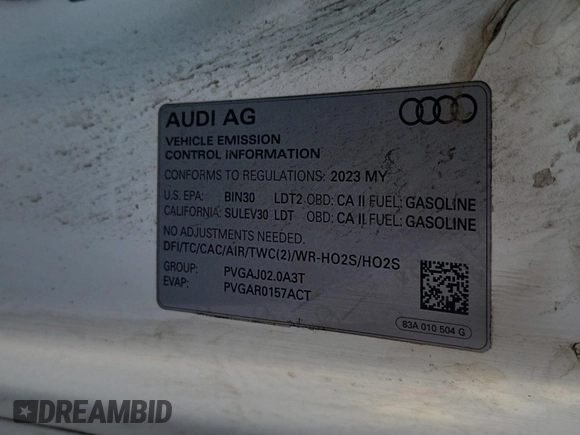 AUDI AG
VEHICLE EMISSION
CONTROL INFORMATION
CONFORMS TO REGULATIONS: 2023 MY
U.S. EPA: BIN30 LDT2 OBD: CA II FUEL: GASOLINE
CALIFORNIA: SULEV30 LDT OBD: CA II FUEL: GASOLINE
NO ADJUSTMENTS NEEDED.
DFI/TC/CAC/AIR/TWC(2)/WR-HO2S/HO2S
GROUP: PVGAJ02.0A3T
EVAP: PVGAR0157ACT
83A 010 504 G
DREAMBID